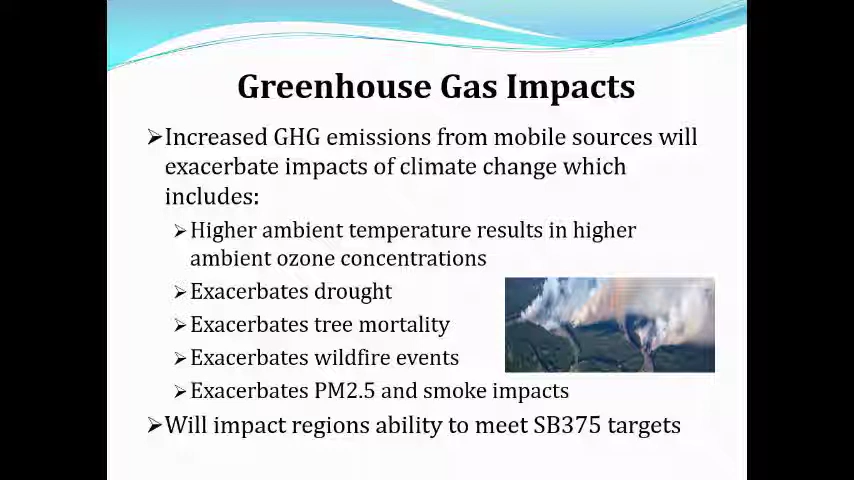 Greenhouse Gas Impacts
➢Increased GHG emissions from mobile sources will
exacerbate impacts of climate change which
includes:
➢Higher ambient temperature results in higher
ambient ozone concentrations
➢Exacerbates drought
➢Exacerbates tree mortality
➢Exacerbates wildfire events
➢Exacerbates PM2.5 and smoke impacts
➢Will impact regions ability to meet SB375 targets